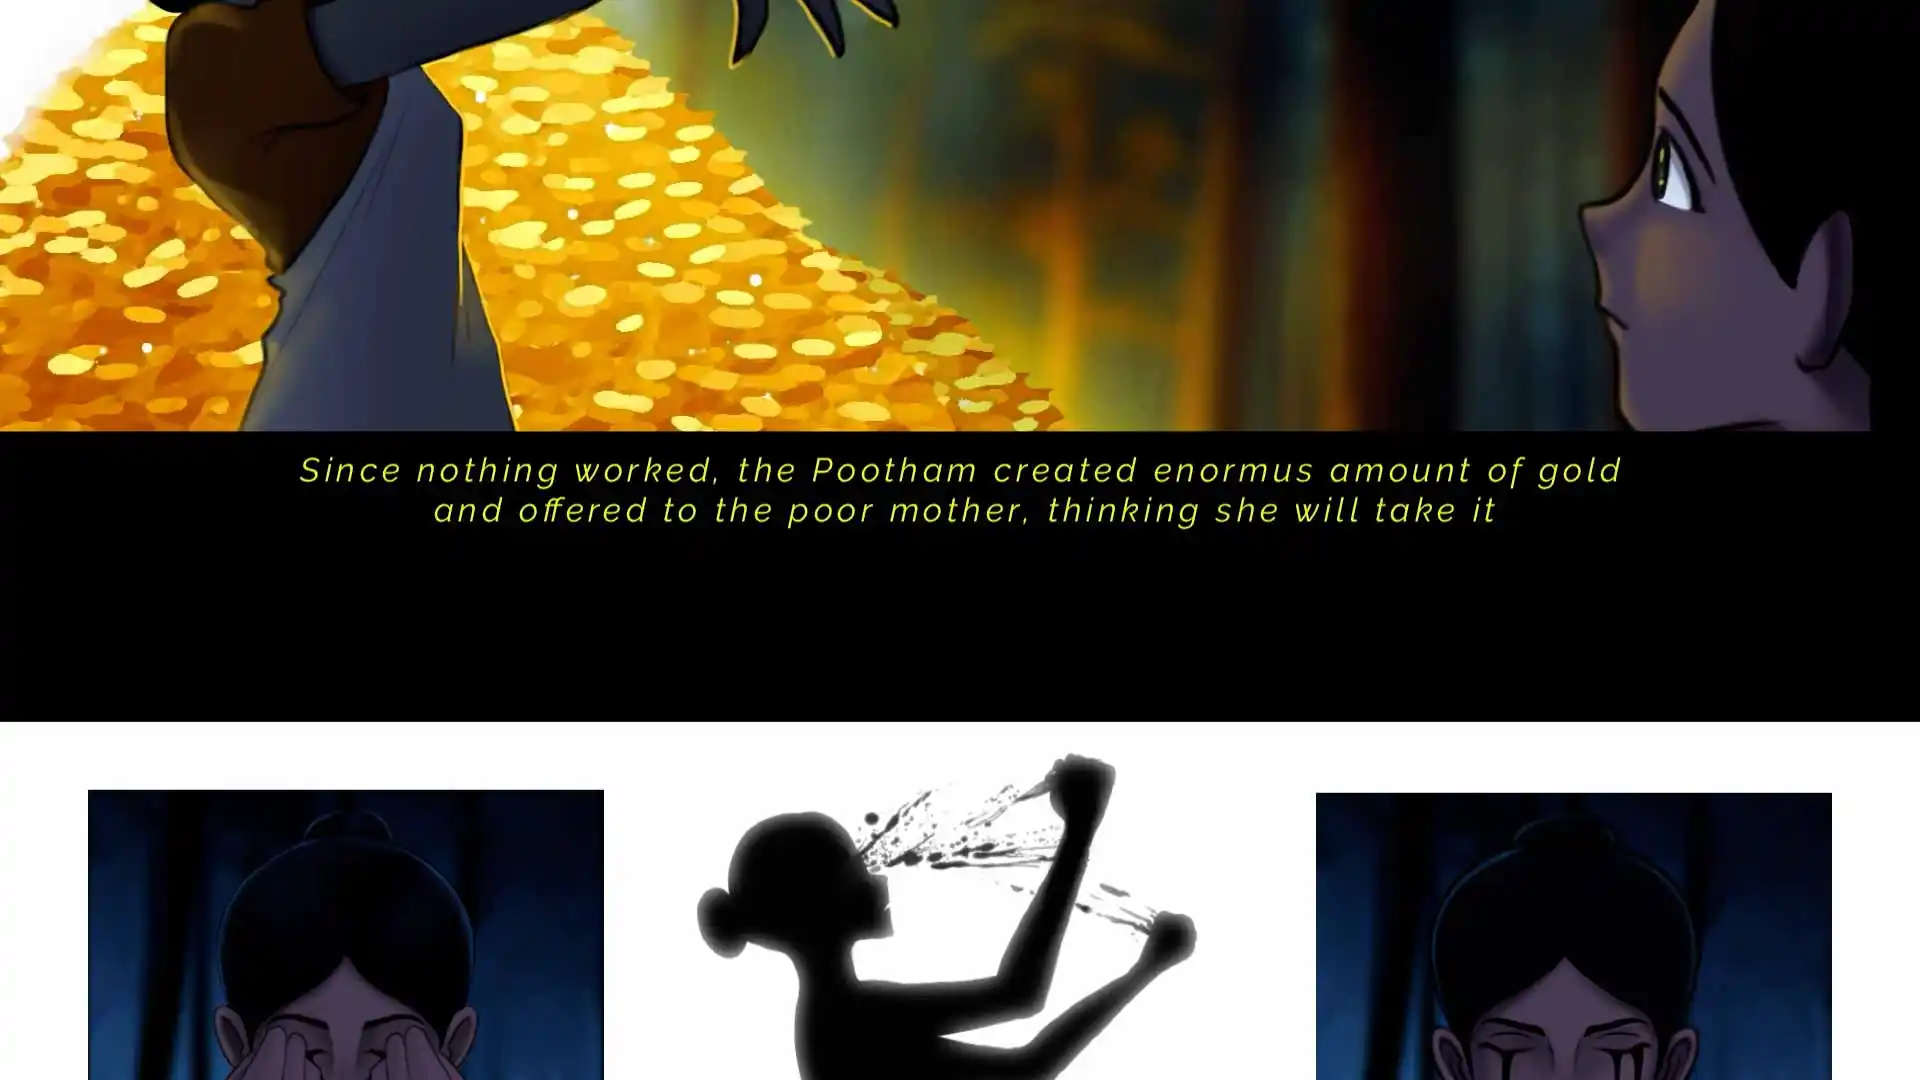 Since nothing worked, the Pootham created enormus amount of gold
and offered to the poor mother, thinking she will take it